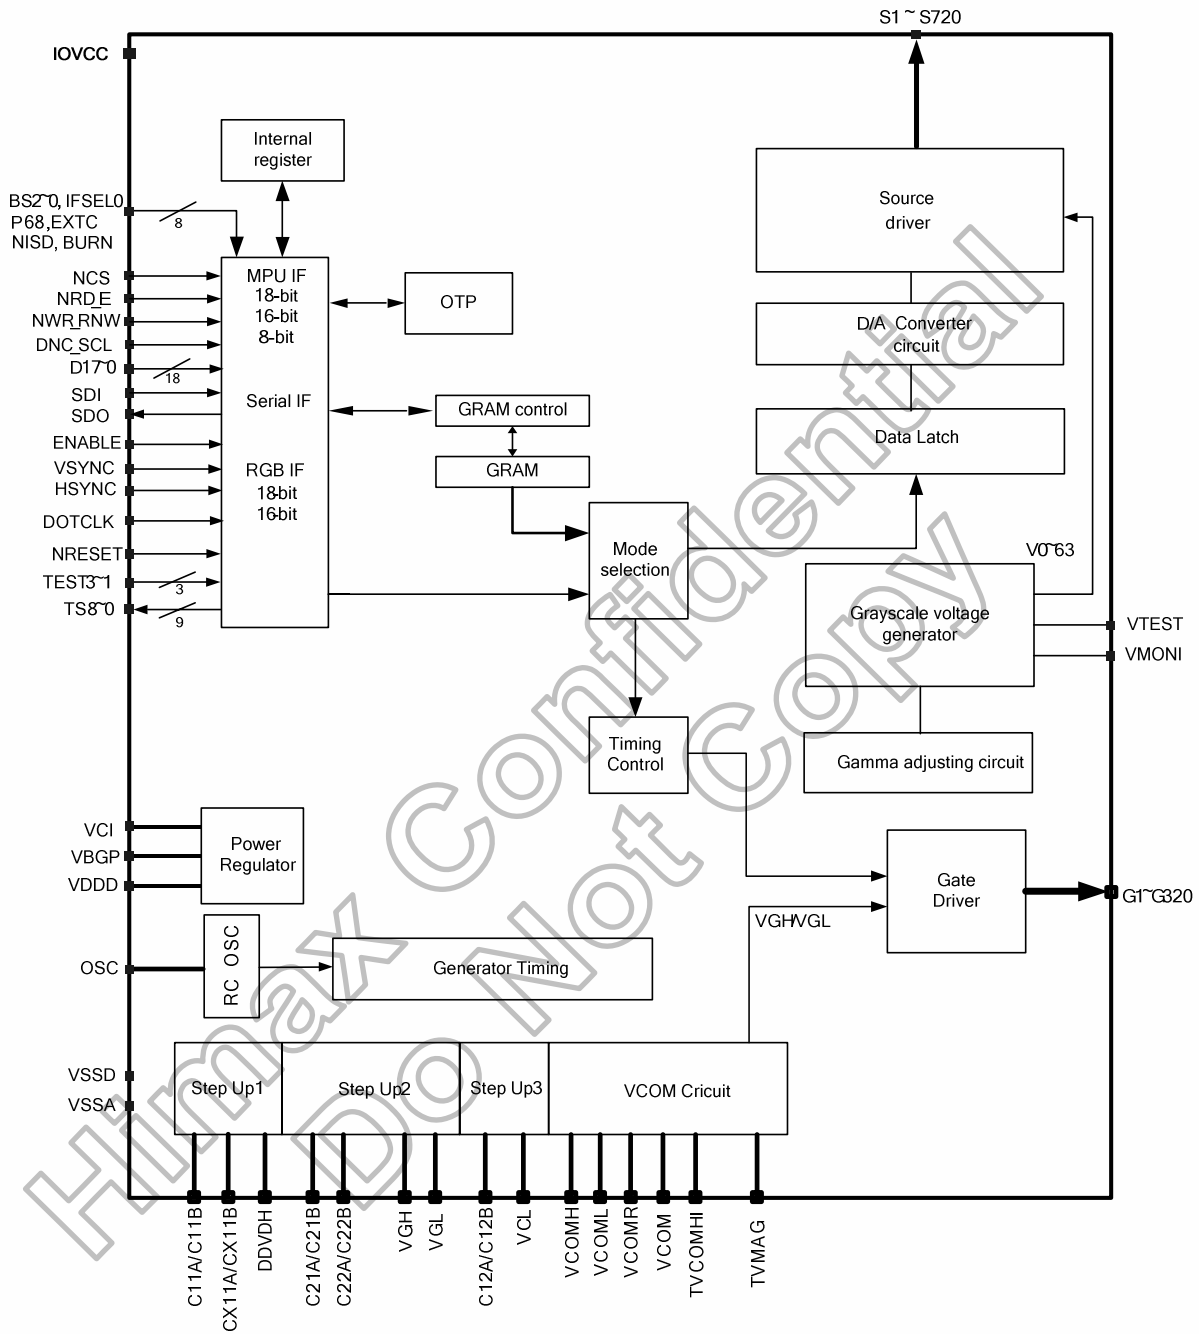 S1 ~ S720
IOVCC
Internal
register
BS2~0, IFSEL0
P68,EXTC
NISD, BURN
8
Source
driver
NCS
NRD_E
NWR_RNW
DNC_SCL
D17~0
18
SDI
SDO
ENABLE
VSYNC
HSYNC
DOTCLK
NRESET
TEST3~1
3
TS8~0
9
MPU IF
18-bit
16-bit
8-bit
Serial IF
RGB IF
18-bit
16-bit
OTP
GRAM control
GRAM
D/A Converter
circuit
Data Latch
Mode
selection
V0~63
Grayscale voltage
generator
VTEST
VMONI
Timing
Control
Gamma adjusting circuit
VCI
VBGP
VDDD
Power
Regulator
Gate
Driver
G1~G320
VGH/VGL
OSC
RC OSC
Generator Timing
VSSD
VSSA
Step Up1
Step Up2
Step Up3
VCOM Cricuit
C11A/C11B
CX11A/CX11B
DDVDH
C21A/C21B
C22A/C22B
VGH
VGL
C12A/C12B
VCL
VCOMH
VCOML
VCOMR
VCOM
TVCOMHI
TVMAG
Himax Confidential
Do Not Copy